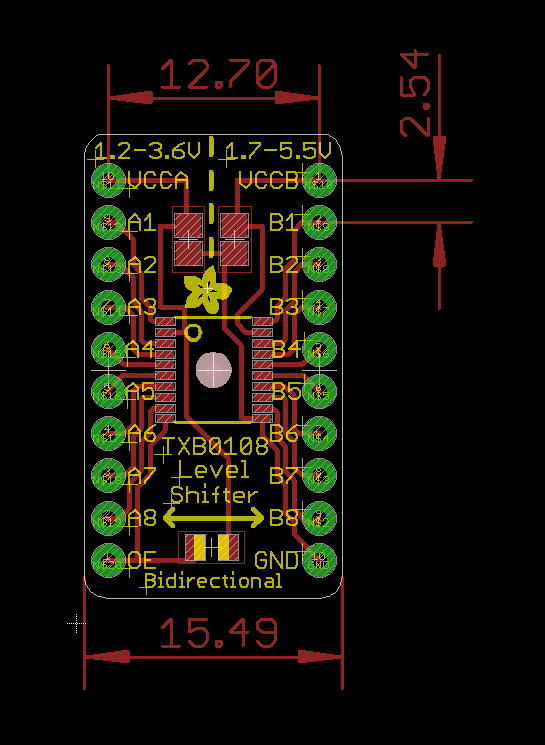 12.70
2.54
1.2-3.6V 1.7-5.5V
VCCA VCCB
A1 B1
A2 B2
A3 B3
A4 B4
A5 B5
A6 B6
TXB0108
A7 B7
Level
Shifter
A8 B8
OE GND
Bidirectional
15.49